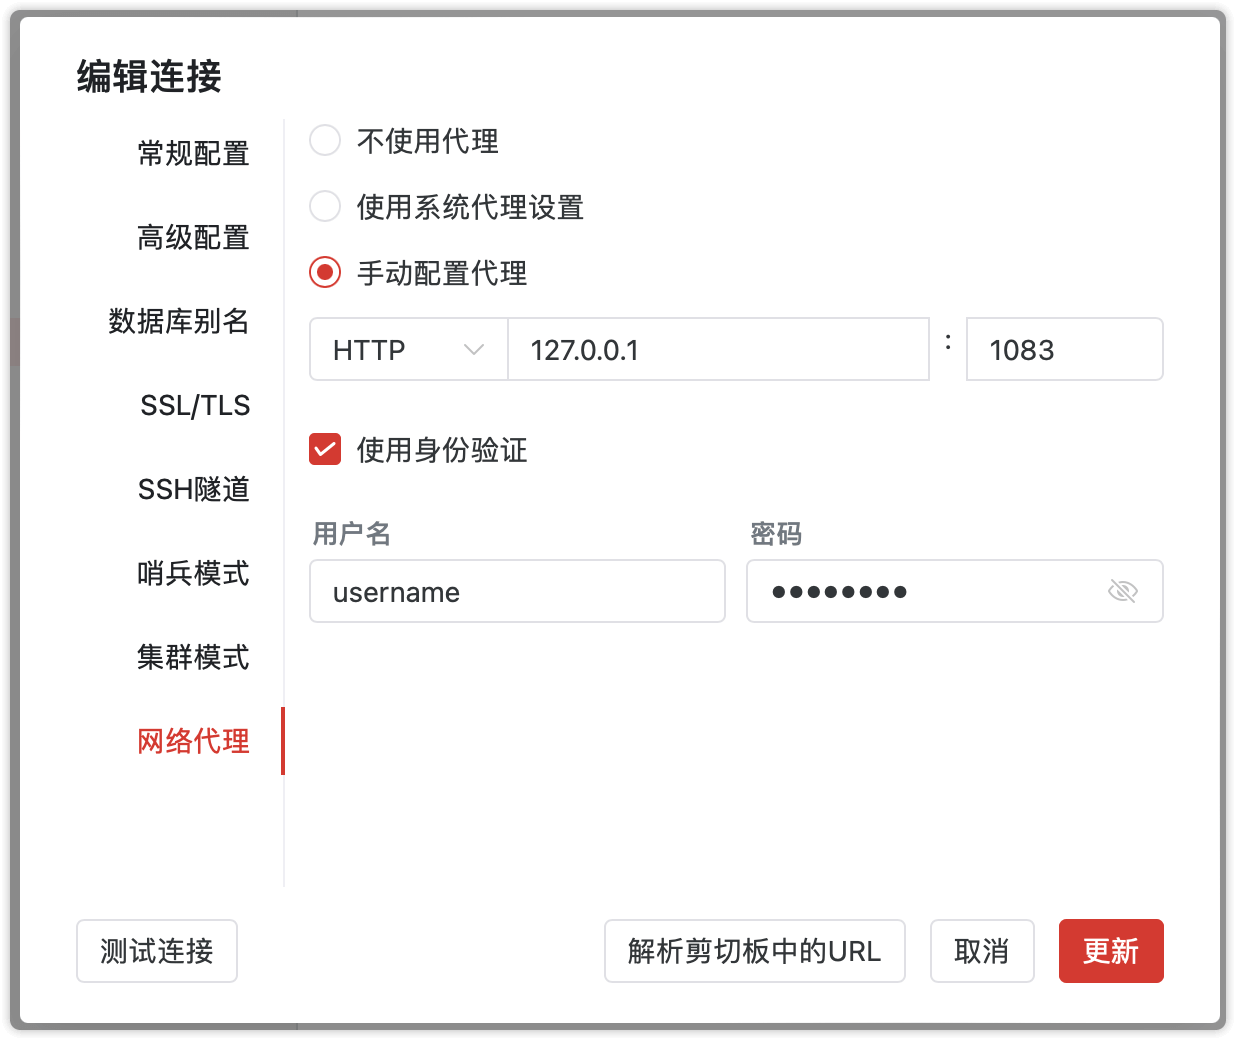 编辑连接
常规配置
高级配置
数据库别名
SSL/TLS
SSH隧道
哨兵模式
集群模式
网络代理
不使用代理
使用系统代理设置
手动配置代理
HTTP 127.0.0.1 : 1083
使用身份验证
用户名 密码
username ••••••••
测试连接 解析剪切板中的URL 取消 更新